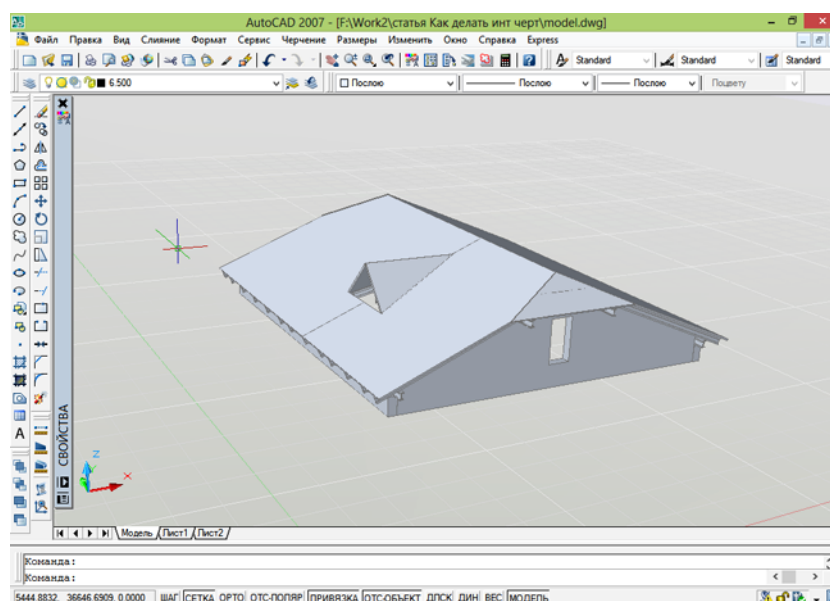 AutoCAD 2007 - [F:\Work2\статья Как делать инт черт\model.dwg]
Файл Правка Вид Слияние Формат Сервис Черчение Размеры Изменить Окно Справка Express
Standard Standard Standard
6.500 Послою Послою Послою Поцвету
СВОЙСТВА
Z
X
Модель Лист1 Лист2
Команда:
Команда:
5444.8832, 36646.6909, 0.0000 ШАГ СЕТКА ОРТО ОТС-ПОЛЯР ПРИВЯЗКА ОТС-ОБЪЕКТ ДПСК ДИН ВЕС МОДЕЛЬ